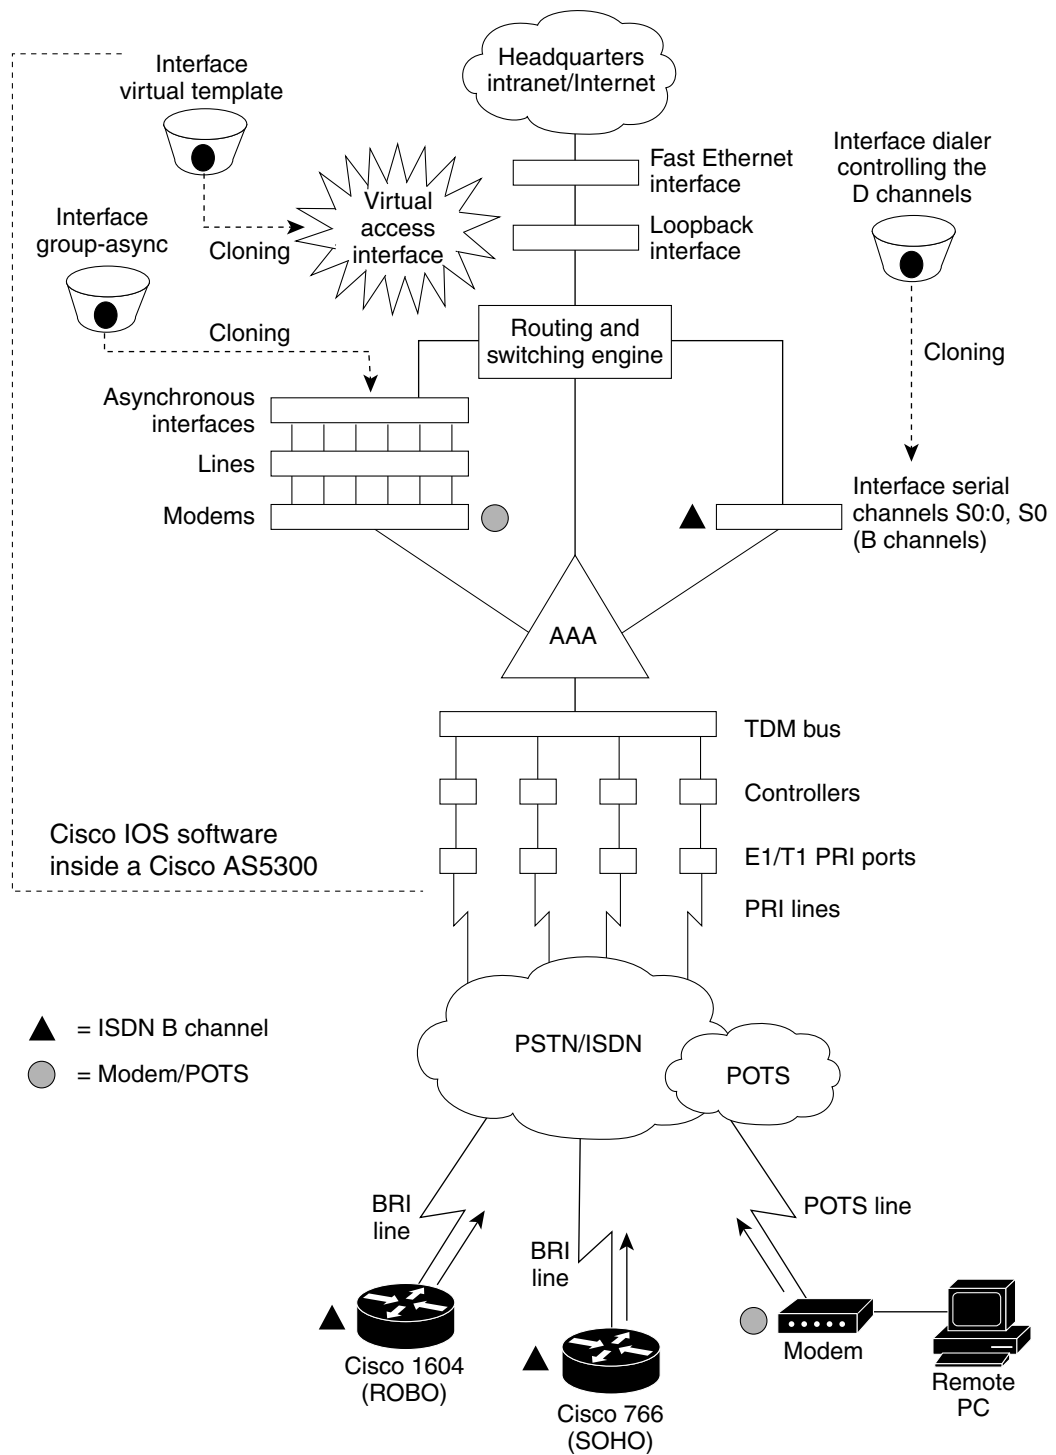 Headquarters
intranet/Internet
Interface
virtual template
Interface dialer
controlling the
D channels
Fast Ethernet
interface
Virtual
access
interface
Interface
group-async
Cloning
Loopback
interface
Cloning
Routing and
switching engine
Cloning
Asynchronous
interfaces
Lines
Modems
Interface serial
channels S0:0, S0
(B channels)
AAA
TDM bus
Controllers
Cisco IOS software
inside a Cisco AS5300
E1/T1 PRI ports
PRI lines
= ISDN B channel
= Modem/POTS
PSTN/ISDN
POTS
BRI
line
BRI
line
POTS line
Cisco 1604
(ROBO)
Cisco 766
(SOHO)
Modem
Remote
PC